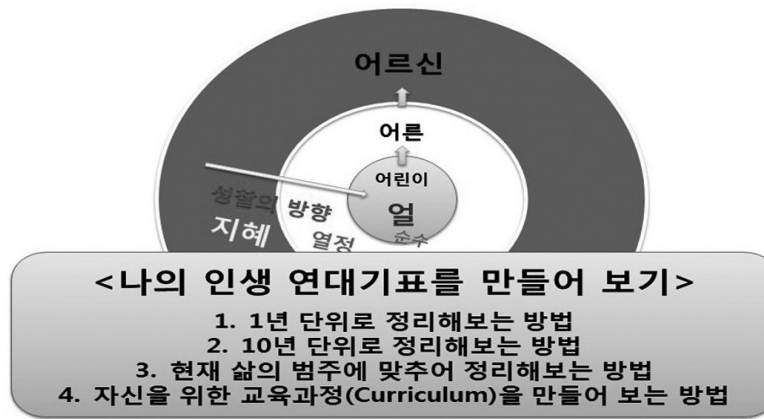 어르신
어른
어린이
얼
성찰의 방향
지혜 열정 순수
<나의 인생 연대기표를 만들어 보기>
1. 1년 단위로 정리해보는 방법
2. 10년 단위로 정리해보는 방법
3. 현재 삶의 범주에 맞추어 정리해보는 방법
4. 자신을 위한 교육과정(Curriculum)을 만들어 보는 방법